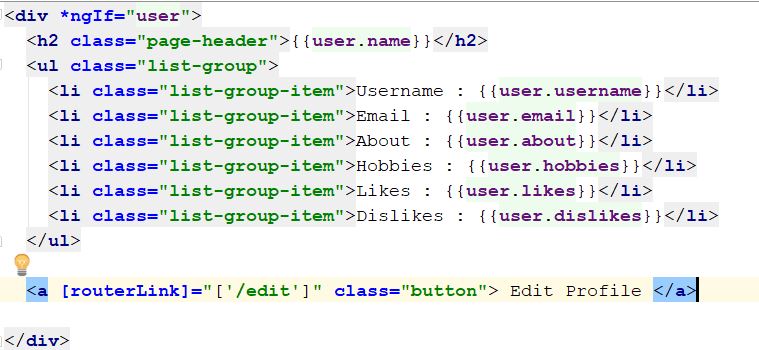 <div *ngIf="user">
<h2 class="page-header">{{user.name}}</h2>
<ul class="list-group">
<li class="list-group-item">Username : {{user.username}}</li>
<li class="list-group-item">Email : {{user.email}}</li>
<li class="list-group-item">About : {{user.about}}</li>
<li class="list-group-item">Hobbies : {{user.hobbies}}</li>
<li class="list-group-item">Likes : {{user.likes}}</li>
<li class="list-group-item">Dislikes : {{user.dislikes}}</li>
</ul>
<a [routerLink]="['/edit']" class="button"> Edit Profile </a>
</div>